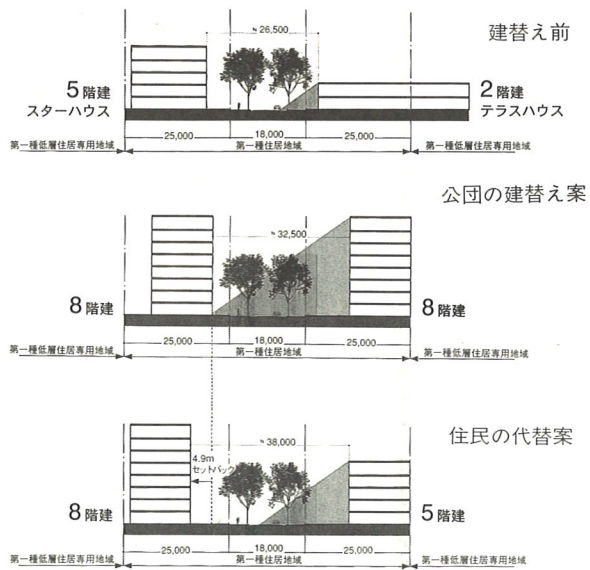 建替え前
≒26,500
5階建
スターハウス
2階建
テラスハウス
25,000 18,000 25,000
第一種低層住居専用地域 第一種住居地域 第一種低層住居専用地域
公団の建替え案
≒32,500
8階建 8階建
25,000 18,000 25,000
第一種低層住居専用地域 第一種住居地域 第一種低層住居専用地域
住民の代替案
≒38,000
4.9m
セットバック
8階建 5階建
25,000 18,000 25,000
第一種低層住居専用地域 第一種住居地域 第一種低層住居専用地域